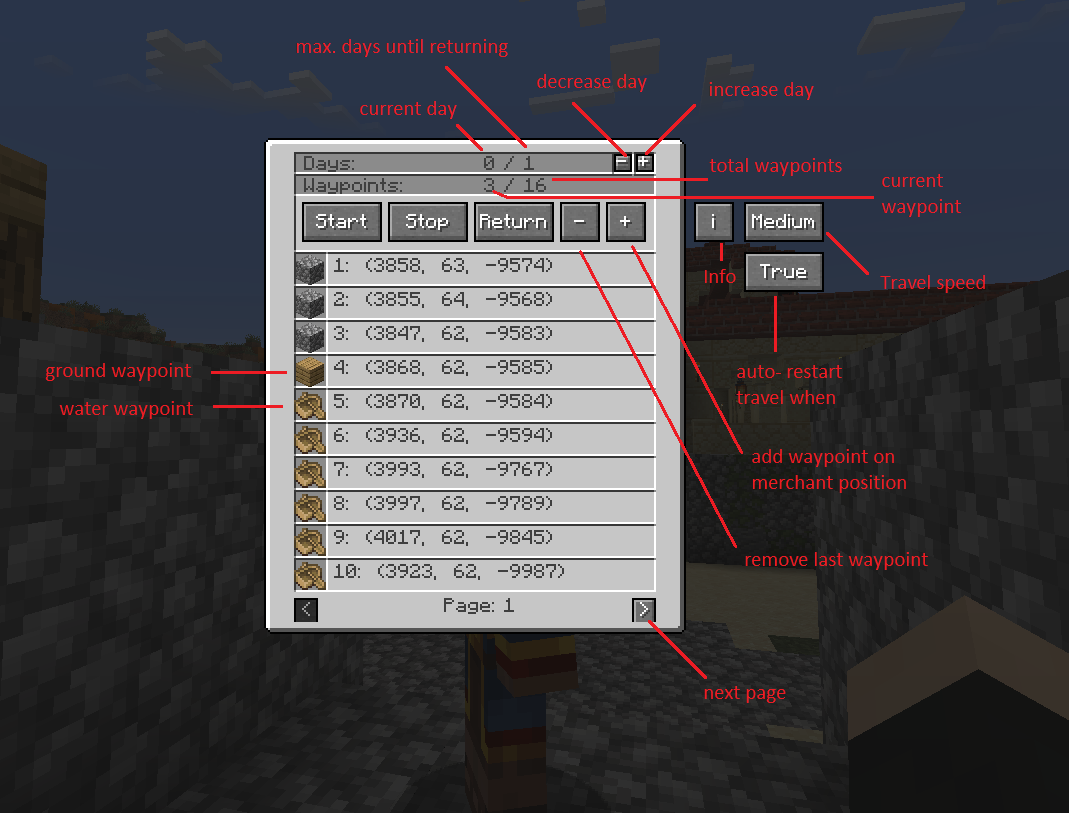 max. days until returning
decrease day
increase day
current day
Days: 0 / 1 - +
total waypoints
Waypoints: 3 / 16
current
waypoint
Start Stop Return - + i Medium
Info
True
Travel speed
1: (3858, 63, -9574)
2: (3855, 64, -9568)
3: (3847, 62, -9583)
ground waypoint
4: (3868, 62, -9585)
auto- restart
travel when
water waypoint
5: (3870, 62, -9584)
6: (3936, 62, -9594)
add waypoint on
merchant position
7: (3993, 62, -9767)
8: (3997, 62, -9789)
9: (4017, 62, -9845)
remove last waypoint
10: (3923, 62, -9987)
< Page: 1 >
next page